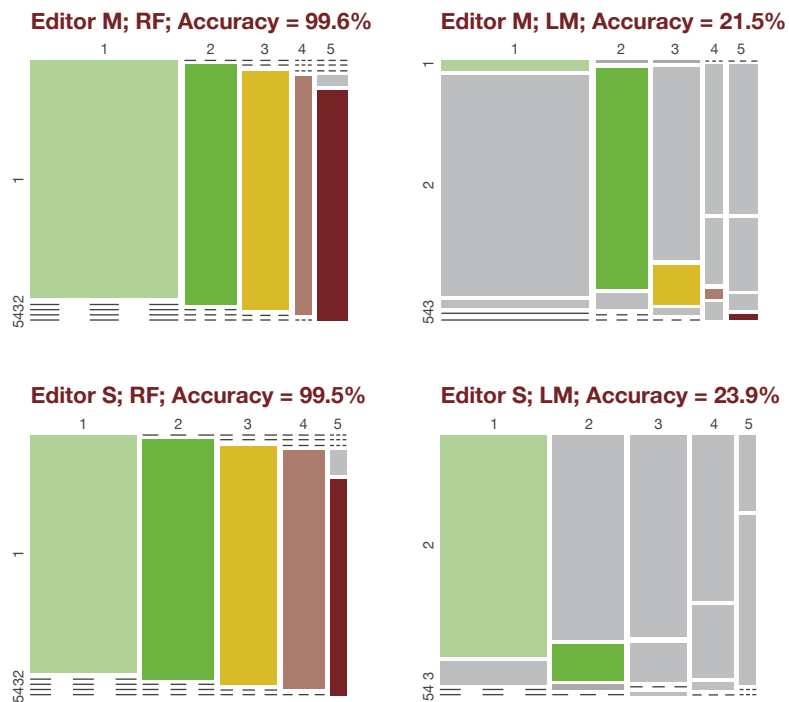 Editor M; RF; Accuracy = 99.6%
1 2 3 4 5
1
5432
Editor M; LM; Accuracy = 21.5%
1 2 3 4 5
1
2
543
Editor S; RF; Accuracy = 99.5%
1 2 3 4 5
1
5432
Editor S; LM; Accuracy = 23.9%
1 2 3 4 5
2
54 3